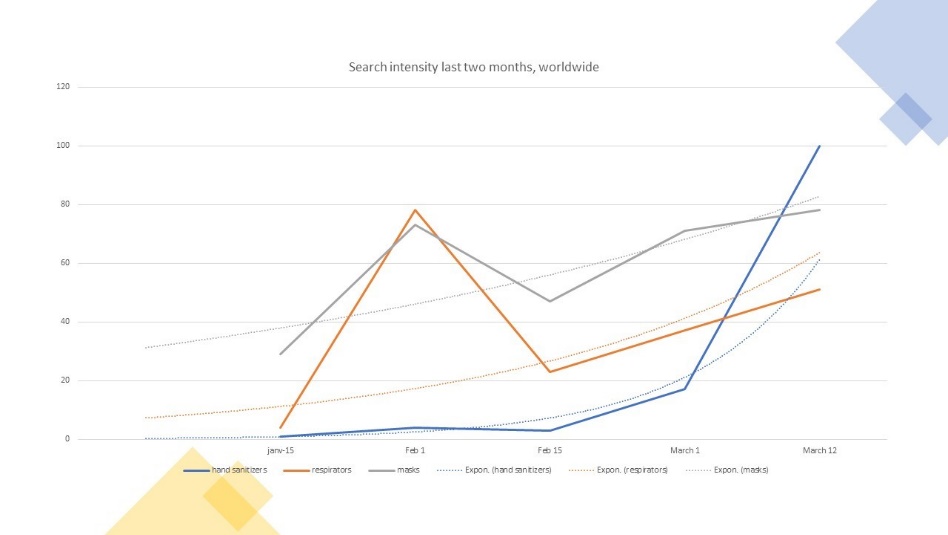 Search intensity last two months, worldwide
120
100
80
60
40
20
0
janv-15 Feb 1 Feb 15 March 1 March 12
hand sanitizers respirators masks Expon. (hand sanitizers) Expon. (respirators) Expon. (masks)